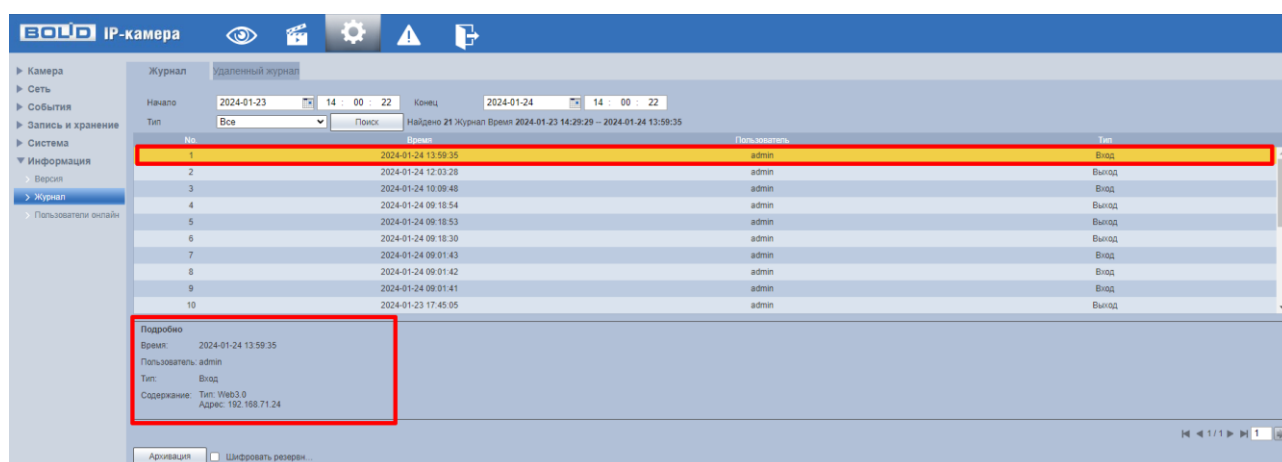 BOLID IP-камера
Камера
Сеть
События
Запись и хранение
Система
Информация
Версия
Журнал
Пользователи онлайн
Журнал Удаленный журнал
Начало 2024-01-23 14 : 00 : 22 Конец 2024-01-24 14 : 00 : 22
Тип Все Поиск Найдено 21 Журнал Время 2024-01-23 14:29:29 -- 2024-01-24 13:59:35
No. Время Пользователь Тип
1 2024-01-24 13:59:35 admin Вход
2 2024-01-24 12:03:28 admin Выход
3 2024-01-24 10:09:48 admin Вход
4 2024-01-24 09:18:54 admin Выход
5 2024-01-24 09:18:53 admin Выход
6 2024-01-24 09:18:30 admin Выход
7 2024-01-24 09:01:43 admin Вход
8 2024-01-24 09:01:42 admin Вход
9 2024-01-24 09:01:41 admin Вход
10 2024-01-23 17:45:05 admin Выход
Подробно
Время: 2024-01-24 13:59:35
Пользователь: admin
Тип: Вход
Содержание: Тип: Web3.0
Адрес: 192.168.71.24
1/1 1
Архивация Шифровать резервн...